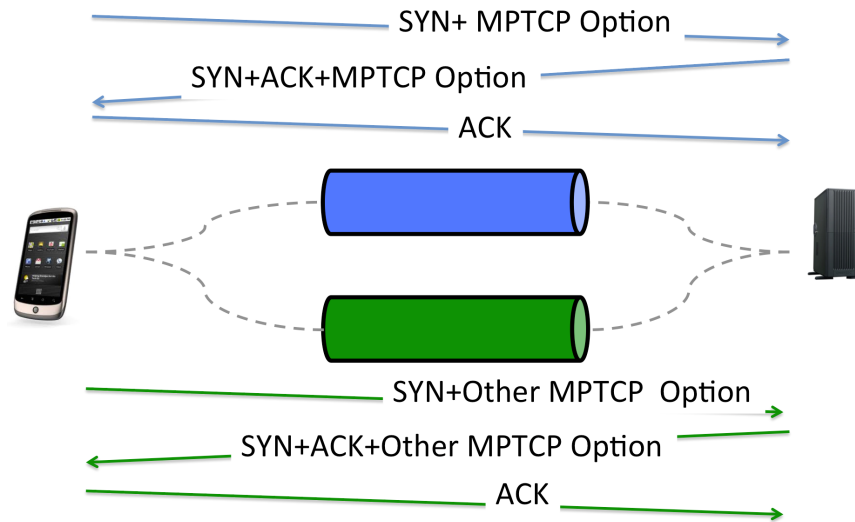 SYN+ MPTCP Option
SYN+ACK+MPTCP Option
ACK
SYN+Other MPTCP  Option
SYN+ACK+Other MPTCP Option
ACK